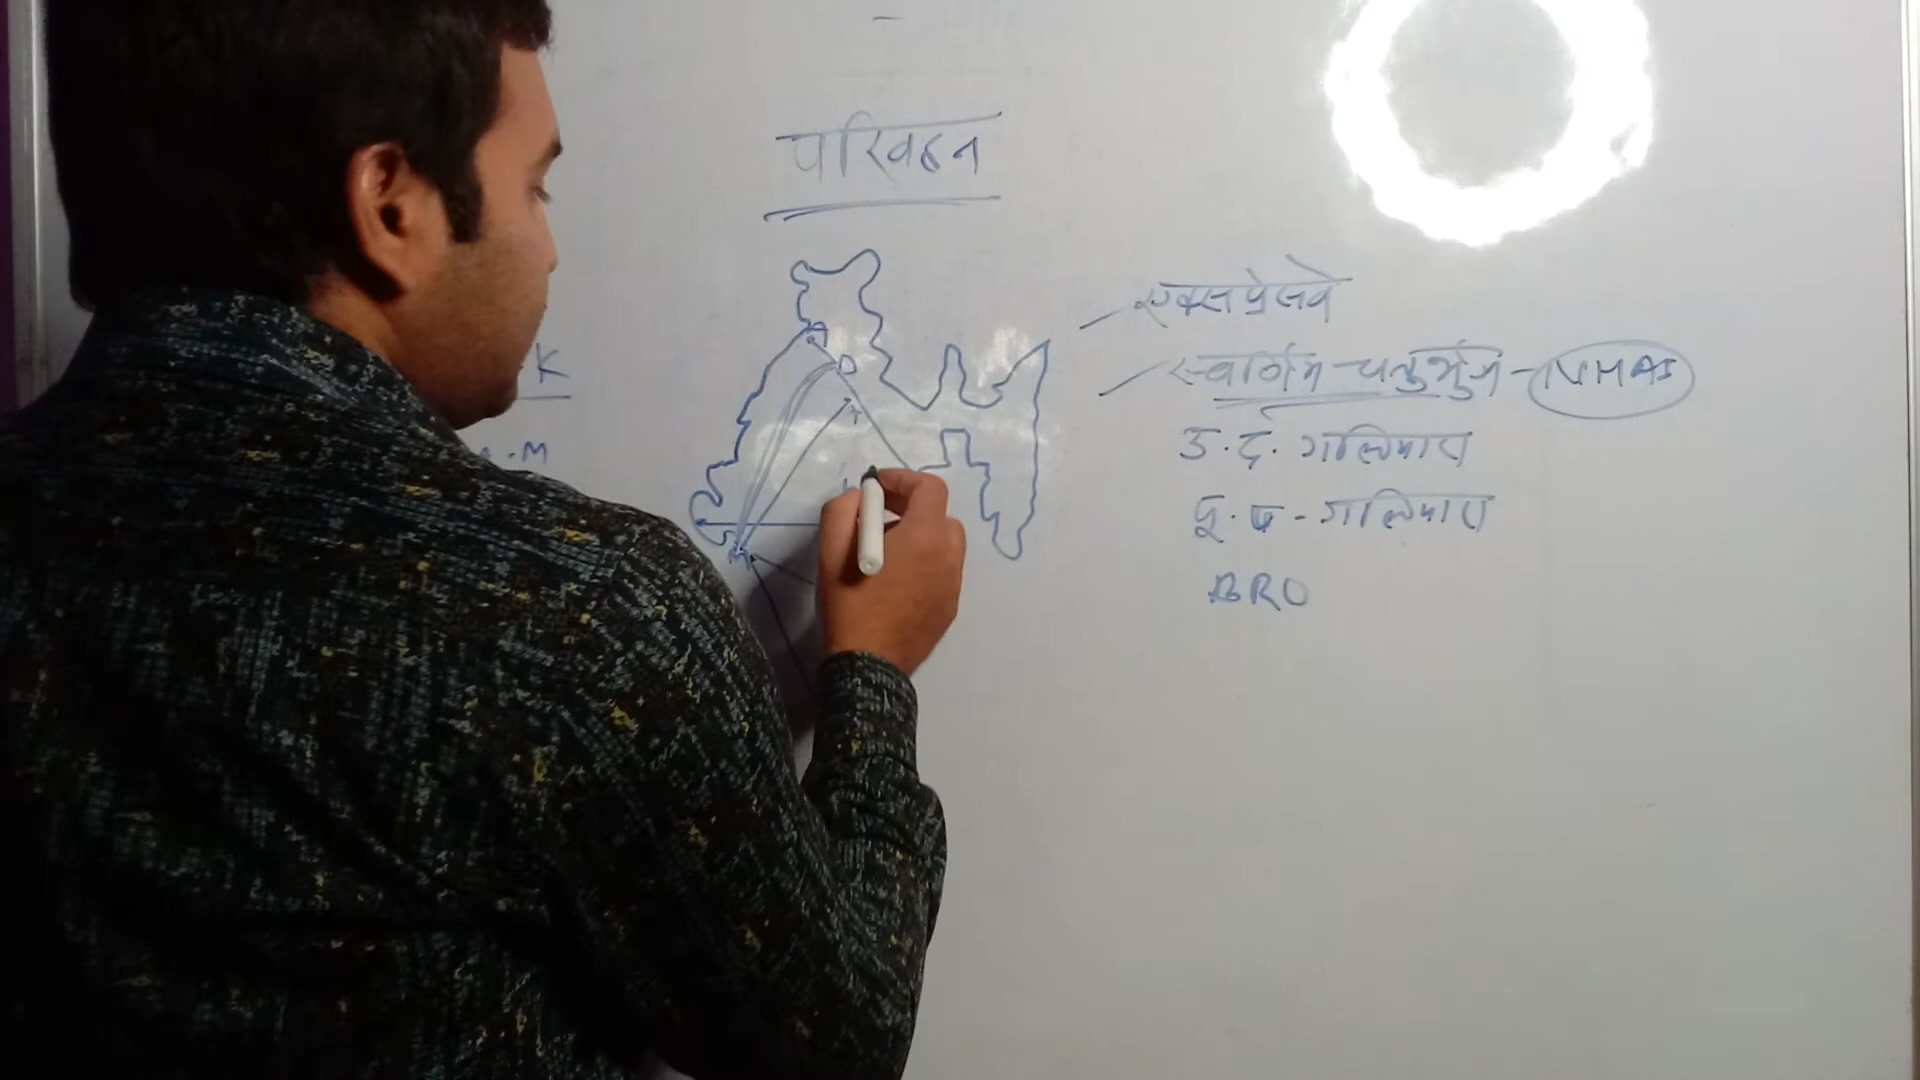 परिवहन
एक्सप्रेसवे
स्वर्णिम-चतुर्भुज - NHAI
K
उ.द. गलियारा
.M
पू.प - गलियारा
BRO